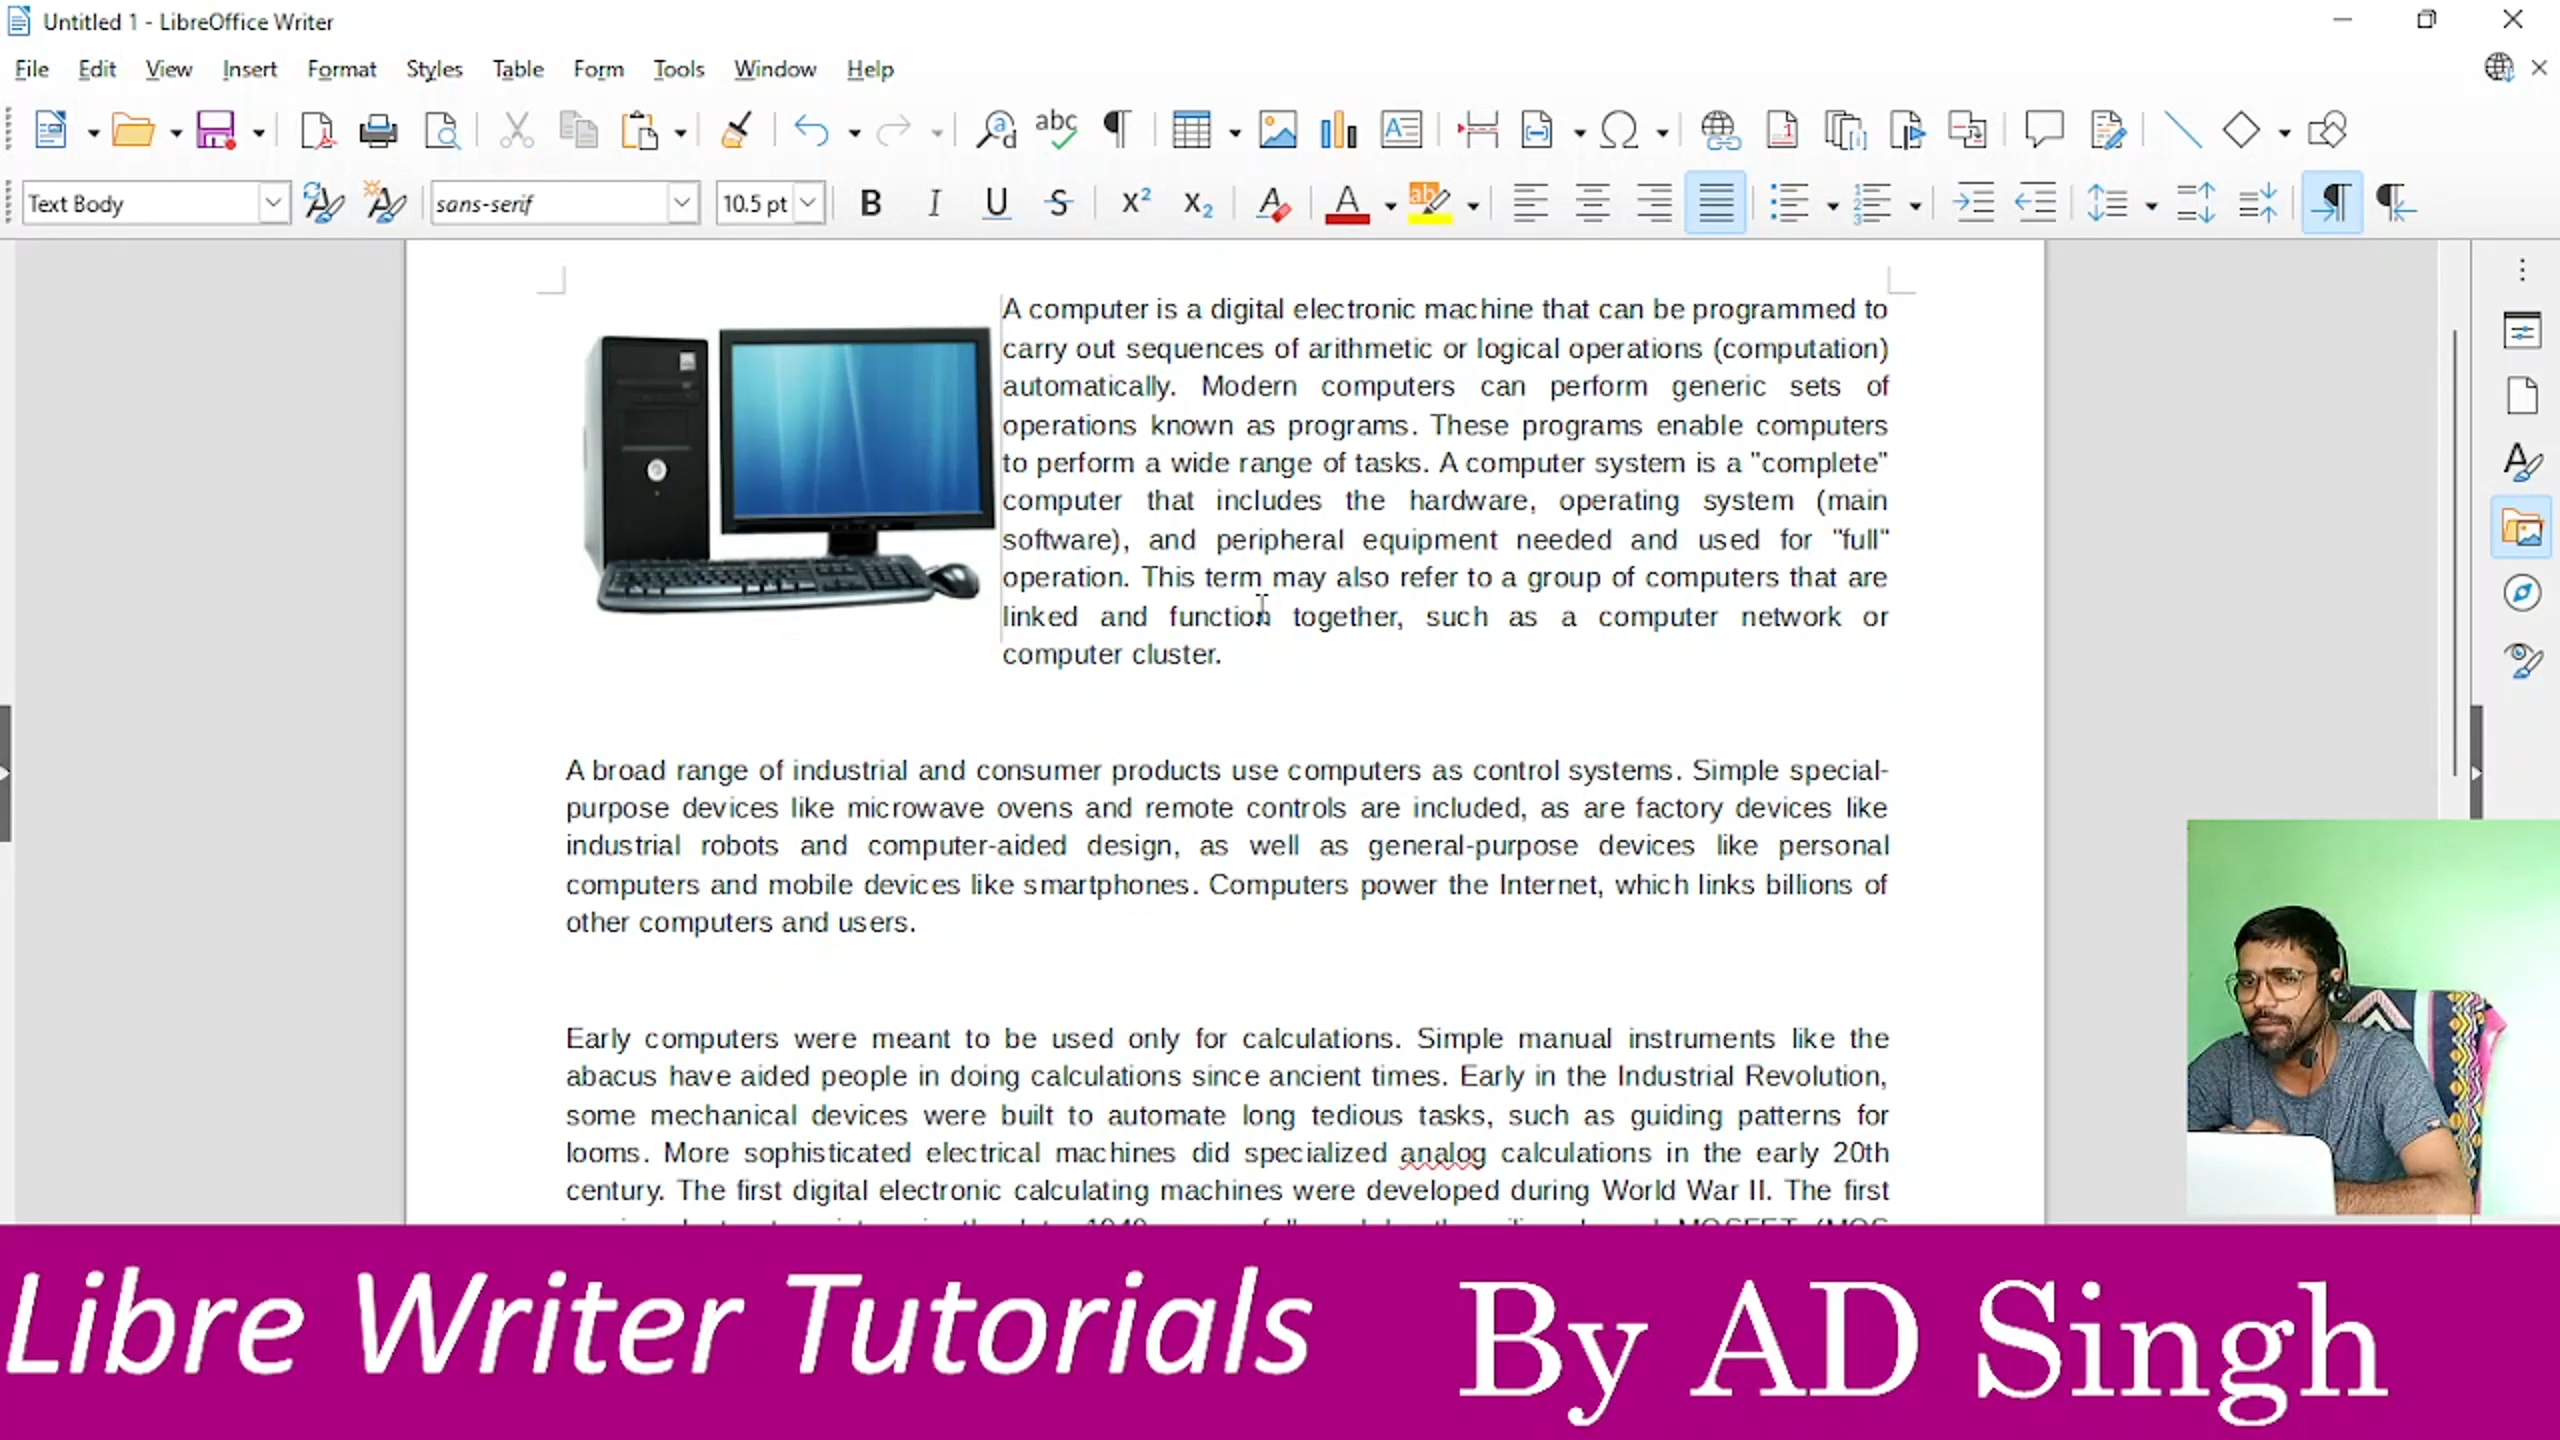 Untitled 1 - LibreOffice Writer
File Edit View Insert Format Styles Table Form Tools Window Help
Text Body
sans-serif
10.5 pt
A computer is a digital electronic machine that can be programmed to
carry out sequences of arithmetic or logical operations (computation)
automatically. Modern computers can perform generic sets of
operations known as programs. These programs enable computers
to perform a wide range of tasks. A computer system is a "complete"
computer that includes the hardware, operating system (main
software), and peripheral equipment needed and used for "full"
operation. This term may also refer to a group of computers that are
linked and function together, such as a computer network or
computer cluster.
A broad range of industrial and consumer products use computers as control systems. Simple special-
purpose devices like microwave ovens and remote controls are included, as are factory devices like
industrial robots and computer-aided design, as well as general-purpose devices like personal
computers and mobile devices like smartphones. Computers power the Internet, which links billions of
other computers and users.
Early computers were meant to be used only for calculations. Simple manual instruments like the
abacus have aided people in doing calculations since ancient times. Early in the Industrial Revolution,
some mechanical devices were built to automate long tedious tasks, such as guiding patterns for
looms. More sophisticated electrical machines did specialized analog calculations in the early 20th
century. The first digital electronic calculating machines were developed during World War II. The first
Libre Writer Tutorials By AD Singh